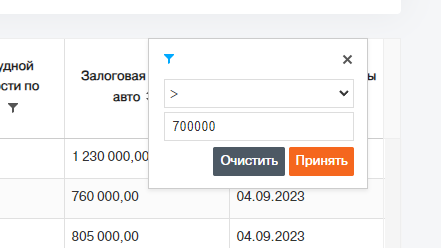 удной
сти по
Залоговая
авто
ы
>
700000
Очистить Принять
1 230 000,00
760 000,00 04.09.2023
805 000,00 04.09.2023